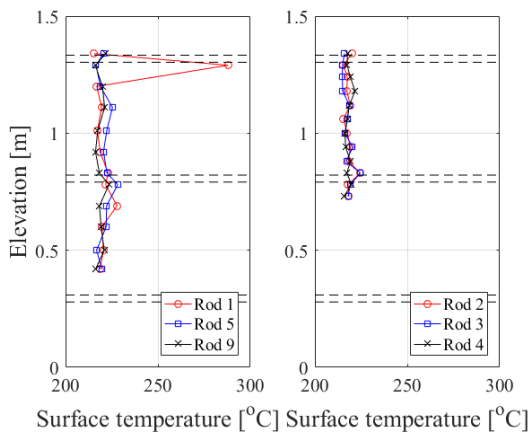 1.5
1
0.5
0
Elevation [m]
Rod 1
Rod 5
Rod 9
200 250 300
Surface temperature [°C]
1.5
1
0.5
0
Rod 2
Rod 3
Rod 4
200 250 300
Surface temperature [°C]